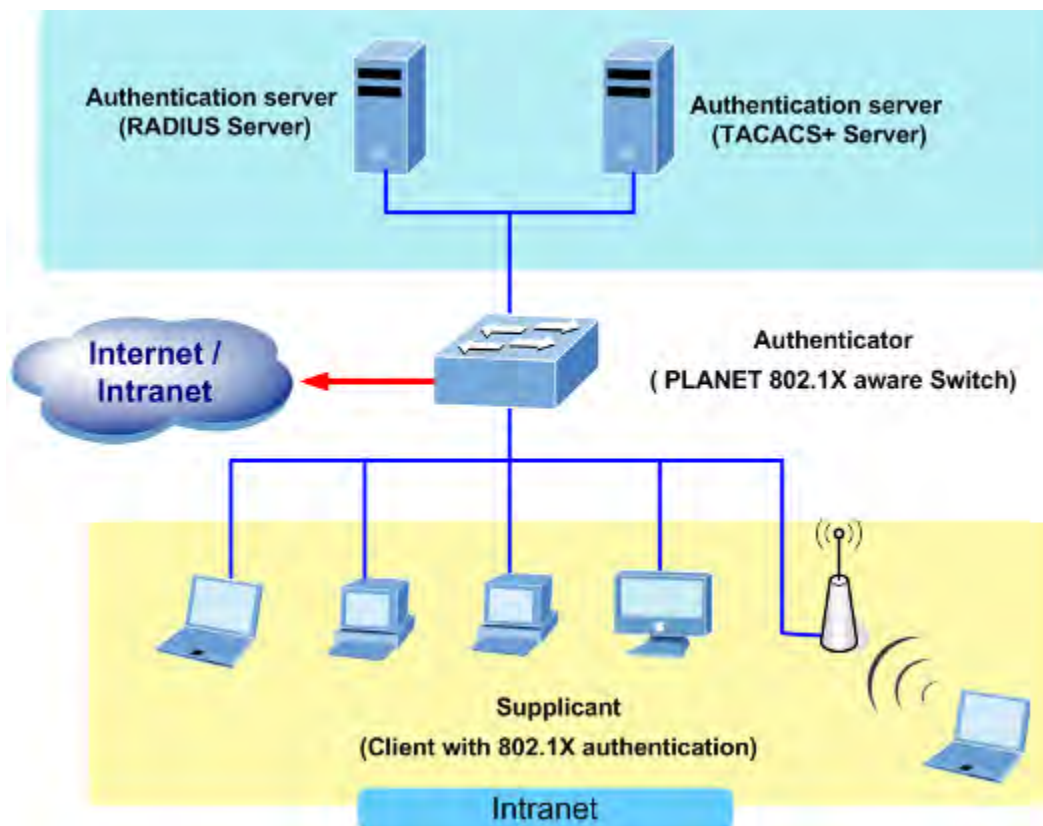 Authentication server
(RADIUS Server)
Authentication server
(TACACS+ Server)
Internet /
Intranet
Authenticator
( PLANET 802.1X aware Switch)
Supplicant
(Client with 802.1X authentication)
Intranet